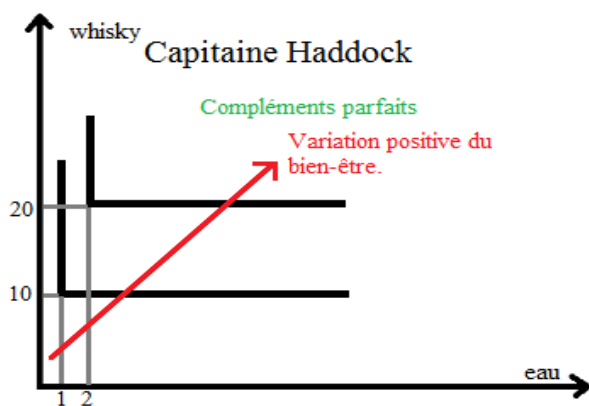 whisky
Capitaine Haddock
Compléments parfaits
Variation positive du
bien-être.
20
10
eau
1 2